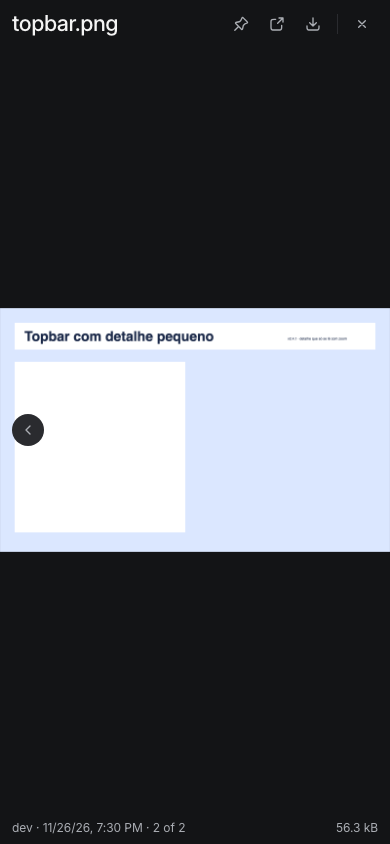 topbar.png
Topbar com detalhe pequeno
dev · 11/26/26, 7:30 PM · 2 of 2
56.3 kB